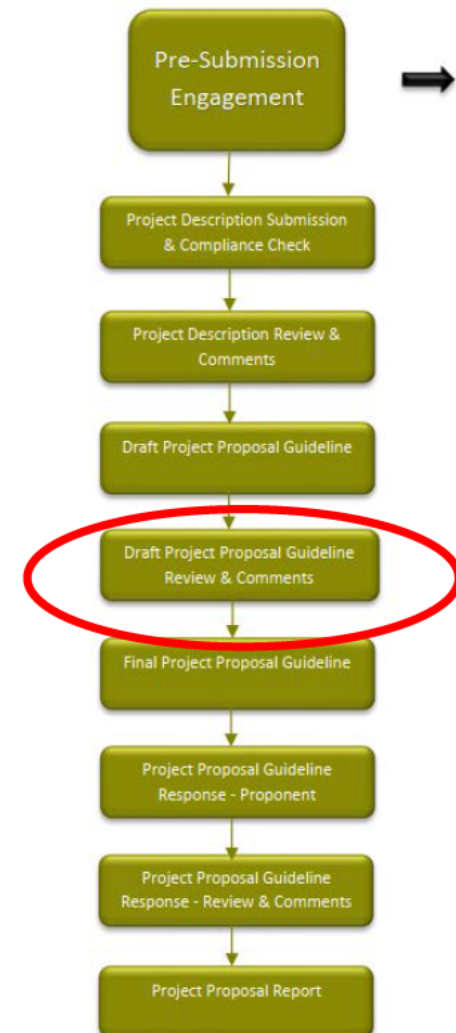 Pre-Submission
Engagement
Project Description Submission
& Compliance Check
Project Description Review &
Comments
Draft Project Proposal Guideline
Draft Project Proposal Guideline
Review & Comments
Final Project Proposal Guideline
Project Proposal Guideline
Response - Proponent
Project Proposal Guideline
Response - Review & Comments
Project Proposal Report